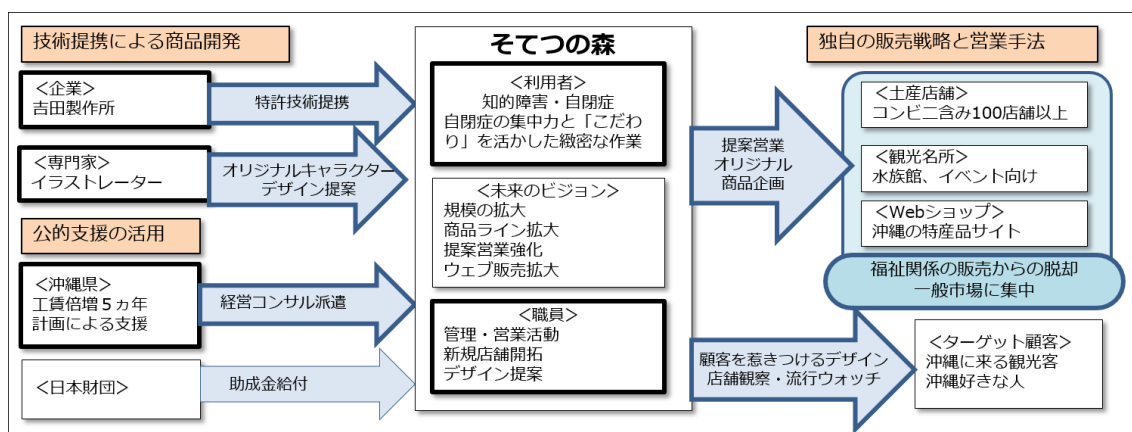 技術提携による商品開発
<企業>
吉田製作所
特許技術提携
<専門家>
イラストレーター
オリジナルキャラクター
デザイン提案
公的支援の活用
<沖縄県>
工賃倍増５ヵ年
計画による支援
経営コンサル派遣
<日本財団>
助成金給付
そてつの森
<利用者>
知的障害・自閉症
自閉症の集中力と「こだわ
り」を活かした緻密な作業
<未来のビジョン>
規模の拡大
商品ライン拡大
提案営業強化
ウェブ販売拡大
<職員>
管理・営業活動
新規店舗開拓
デザイン提案
提案営業
オリジナル
商品企画
顧客を惹きつけるデザイン
店舗観察・流行ウォッチ
独自の販売戦略と営業手法
<土産店舗>
コンビニ含み100店舗以上
<観光名所>
水族館、イベント向け
<Webショップ>
沖縄の特産品サイト
福祉関係の販売からの脱却
一般市場に集中
<ターゲット顧客>
沖縄に来る観光客
沖縄好きな人